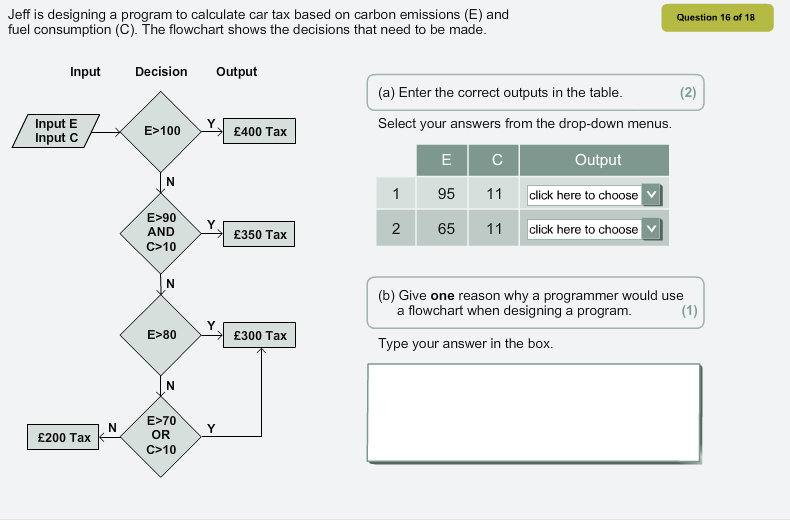 Jeff is designing a program to calculate car tax based on carbon emissions (E) and
fuel consumption (C). The flowchart shows the decisions that need to be made.
Question 16 of 18
Input
Decision
Output
Input E
Input C
E>100
Y
£400 Tax
N
E>90
AND
C>10
Y
£350 Tax
N
E>80
Y
£300 Tax
N
E>70
OR
C>10
Y
N
£200 Tax
(a) Enter the correct outputs in the table. (2)
Select your answers from the drop-down menus.
E C Output
1 95 11 click here to choose
2 65 11 click here to choose
(b) Give one reason why a programmer would use
a flowchart when designing a program. (1)
Type your answer in the box.